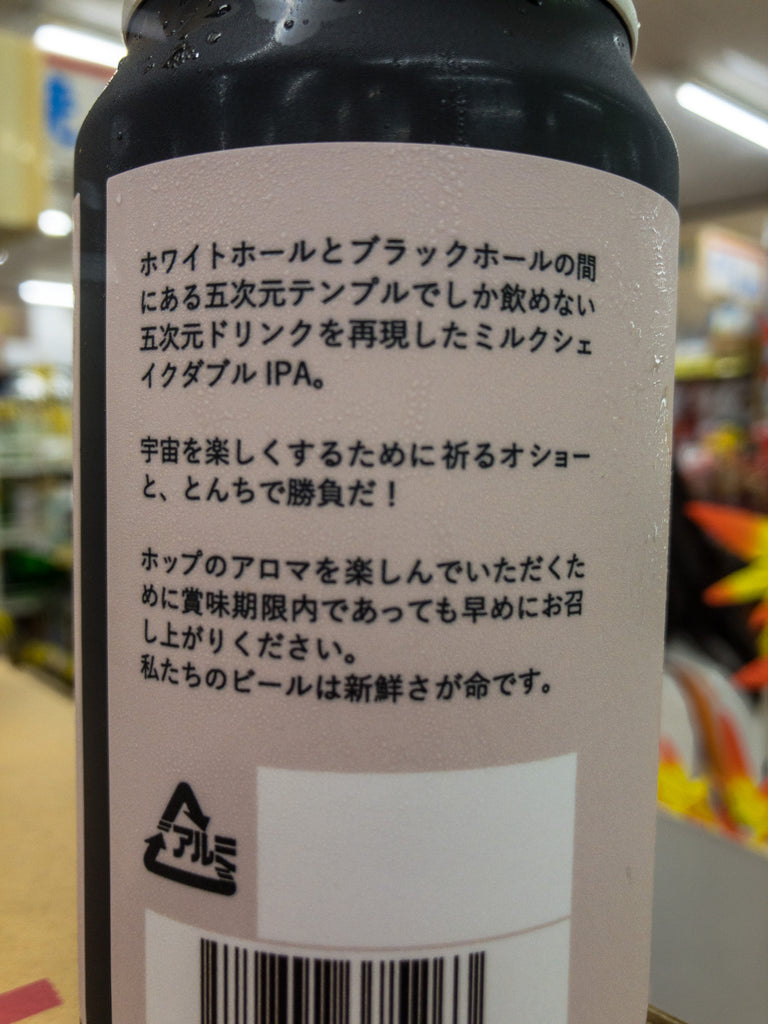 ホワイトホールとブラックホールの間
にある五次元テンプルでしか飲めない
五次元ドリンクを再現したミルクシェ
イクダブル IPA。
宇宙を楽しくするために祈るオショー
と、とんちで勝負だ！
ホップのアロマを楽しんでいただくた
めに賞味期限内であっても早めにお召
し上がりください。
私たちのビールは新鮮さが命です。
アルミ